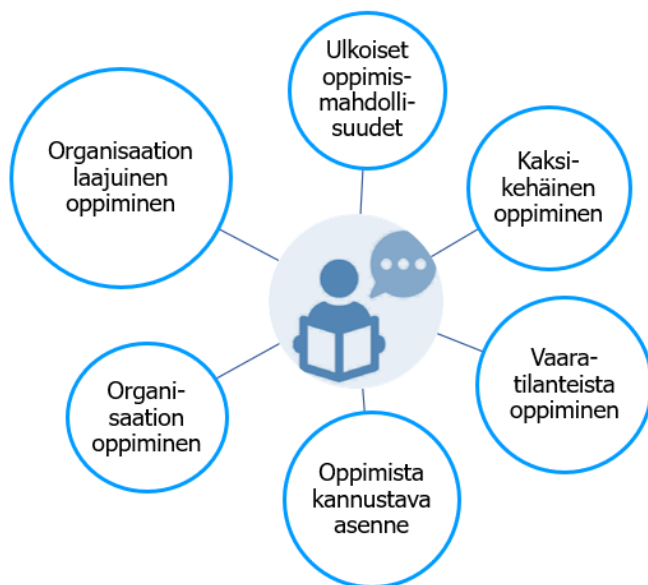 Ulkoiset
oppimis-
mahdolli-
suudet
Organisaation
laajuinen
oppiminen
Kaksi-
kehäinen
oppiminen
Organi-
saation
oppiminen
Vaara-
tilanteista
oppiminen
Oppimista
kannustava
asenne